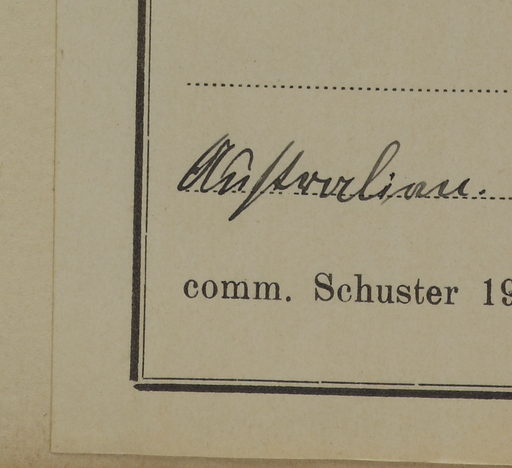 Australien.
comm. Schuster 19